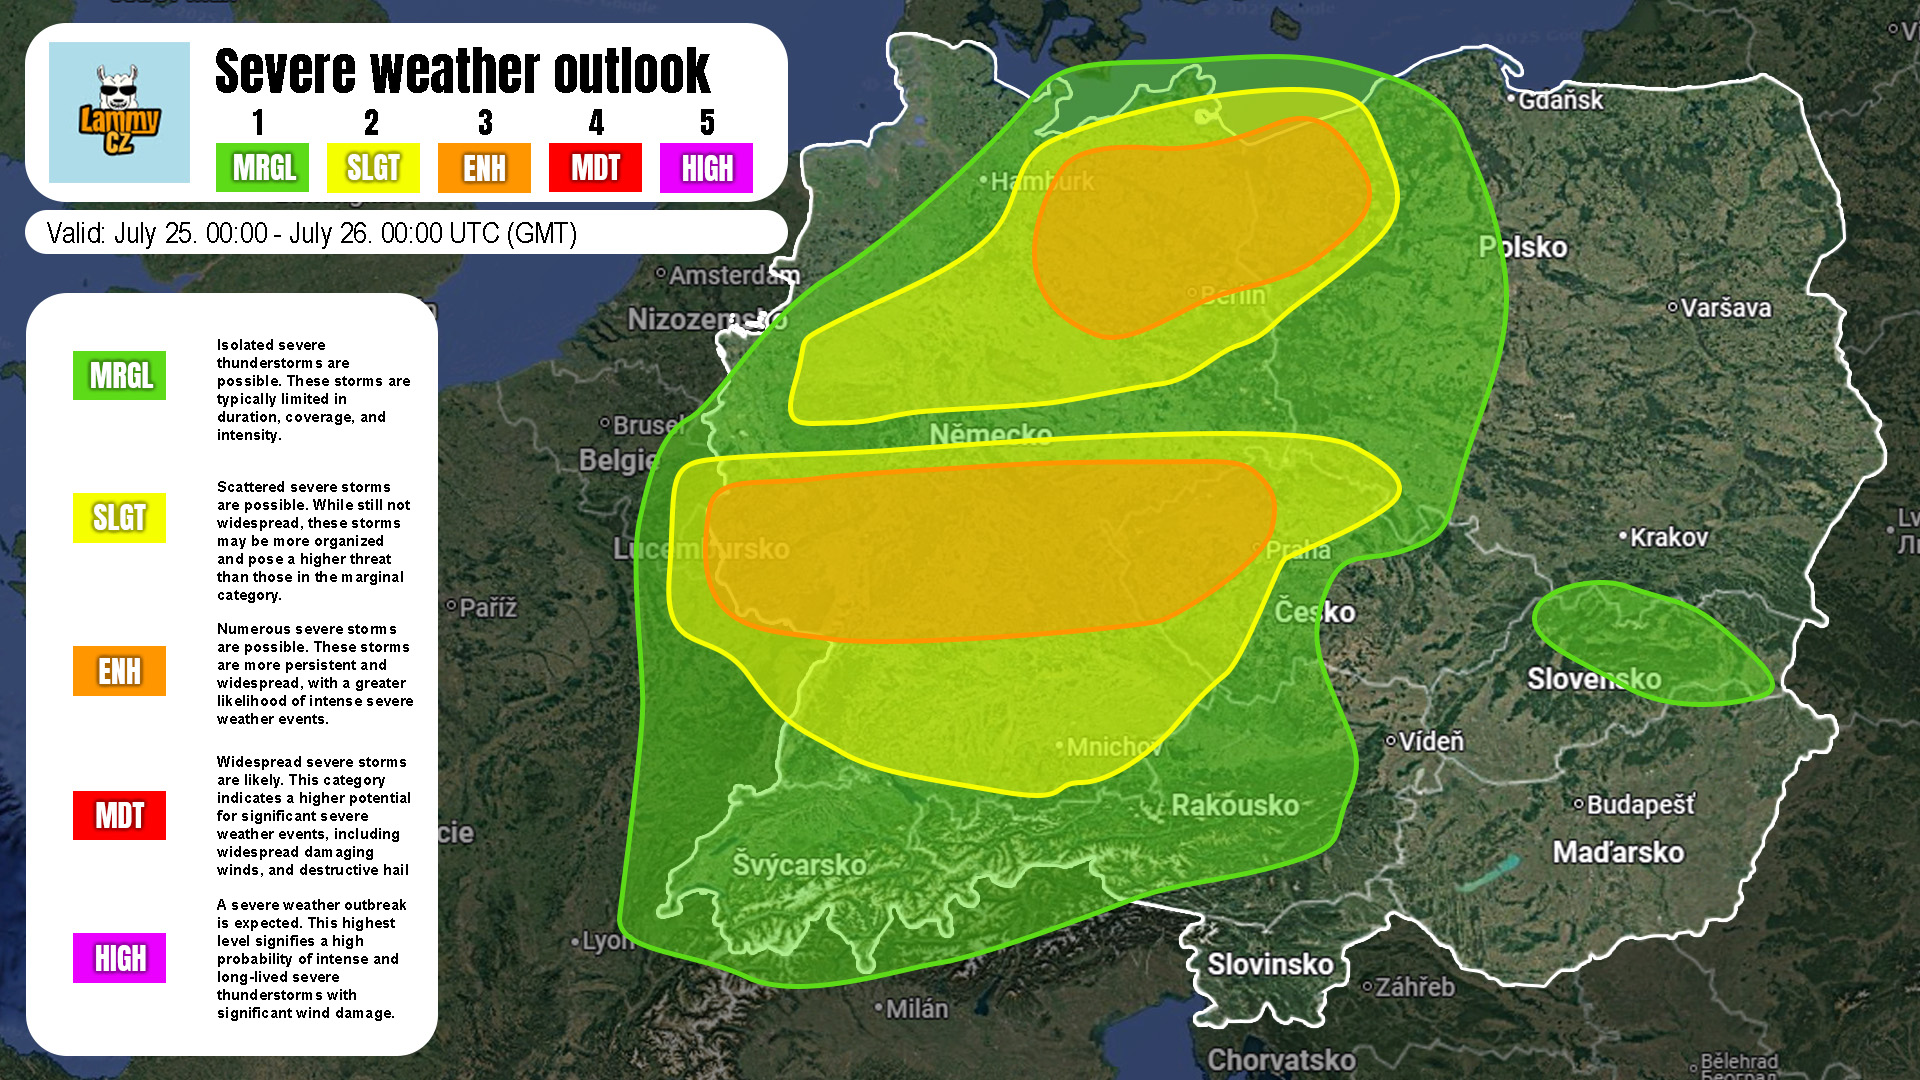 Severe weather outlook
Lammy
CZ
1 2 3 4 5
MRGL SLGT ENH MDT HIGH
Valid: July 25. 00:00 - July 26. 00:00 UTC (GMT)
MRGL
Isolated severe
thunderstorms are
possible. These storms are
typically limited in
duration, coverage, and
intensity.
SLGT
Scattered severe storms
are possible. While still not
widespread, these storms
may be more organized
and pose a higher threat
than those in the marginal
category.
ENH
Numerous severe storms
are possible. These storms
are more persistent and
widespread, with a greater
likelihood of intense severe
weather events.
MDT
Widespread severe storms
are likely. This category
indicates a higher potential
for significant severe
weather events, including
widespread damaging
winds, and destructive hail
HIGH
A severe weather outbreak
is expected. This highest
level signifies a high
probability of intense and
long-lived severe
thunderstorms with
significant wind damage.
Gdaňsk
Hamburk
Polsko
Amsterdam
Berlin
Nizozemsko
Varšava
Brusel
Německo
Belgie
Krakov
Lucembursko
Praha
Paříž
Česko
Slovensko
Vídeň
Mnichov
Rakousko
Budapešť
cie
Maďarsko
Švýcarsko
Lyon
Slovinsko
Záhřeb
Milán
Chorvatsko
Bělehrad
Београд